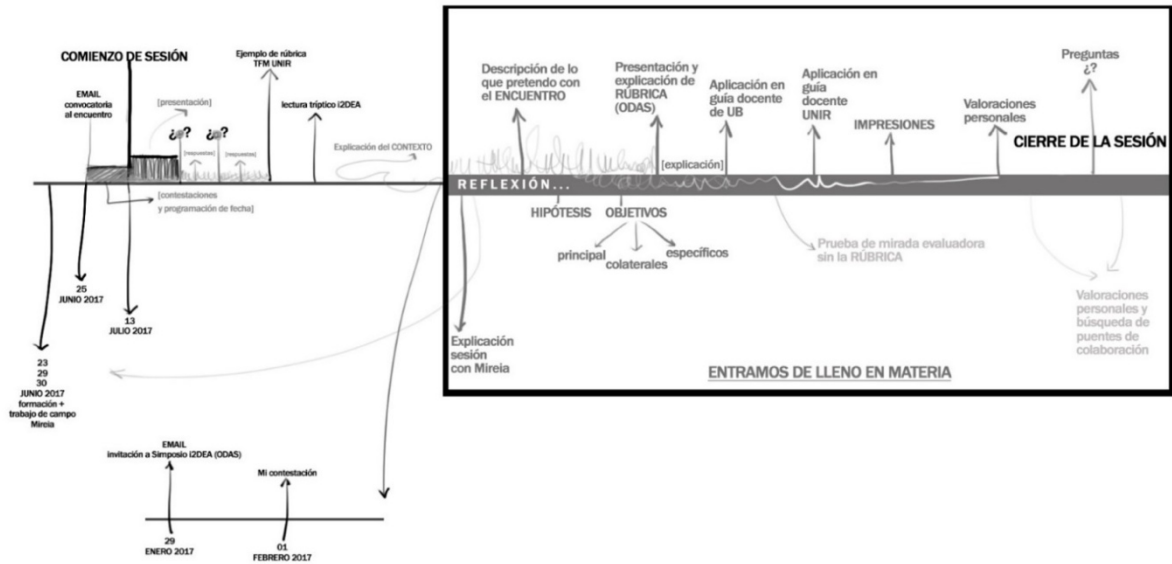 COMIENZO DE SESIÓN
EMAIL
convocatoria
al encuentro
[presentación]
¿?
¿?
[respuestas]
[respuestas]
Ejemplo de rúbrica
TFM UNIR
lectura tríptico i2DEA
Explicación del CONTEXTO
[contestaciones
y programación de fecha]
25
JUNIO 2017
13
JULIO 2017
23
29
30
JUNIO 2017
formación +
trabajo de campo
Mireia
EMAIL
invitación a Simposio i2DEA (ODAS)
Mi contestación
29
ENERO 2017
01
FEBRERO 2017
Descripción de lo
que pretendo con
el ENCUENTRO
Presentación y
explicación de
RÚBRICA
(ODAS)
[explicación]
Aplicación en
guía docente
de UB
Aplicación en
guía
docente
UNIR
IMPRESIONES
Valoraciones
personales
Preguntas
¿?
CIERRE DE LA SESIÓN
REFLEXIÓN...
HIPÓTESIS
OBJETIVOS
principal
colaterales
específicos
Prueba de mirada evaluadora
sin la RÚBRICA
Valoraciones
personales y
búsqueda de
puentes de
colaboración
Explicación
sesión
con Mireia
ENTRAMOS DE LLENO EN MATERIA